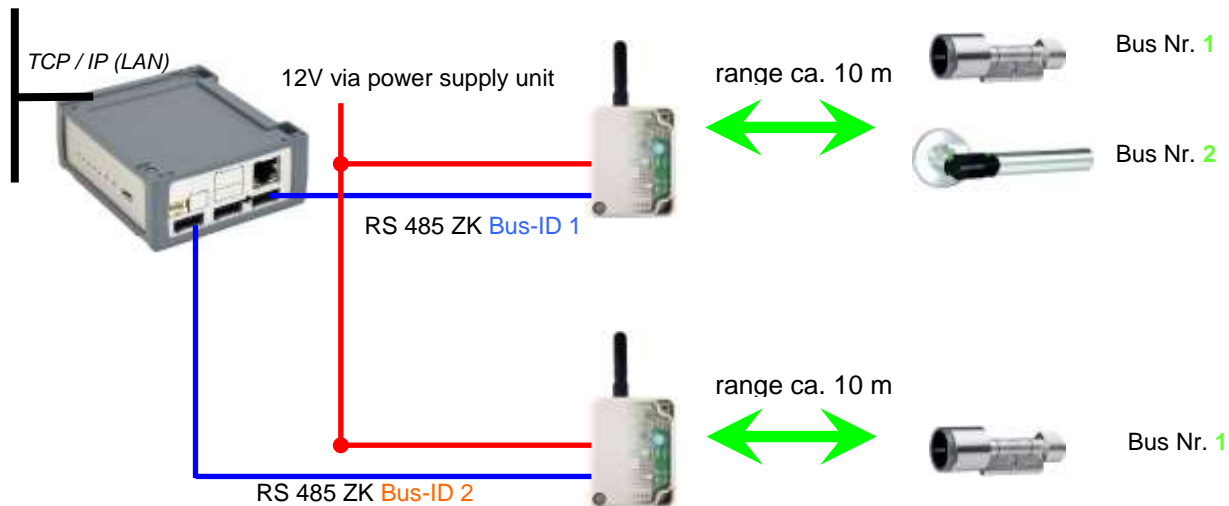 TCP / IP (LAN)
12V via power supply unit
range ca. 10 m
Bus Nr. 1
Bus Nr. 2
RS 485 ZK Bus-ID 1
range ca. 10 m
Bus Nr. 1
RS 485 ZK Bus-ID 2